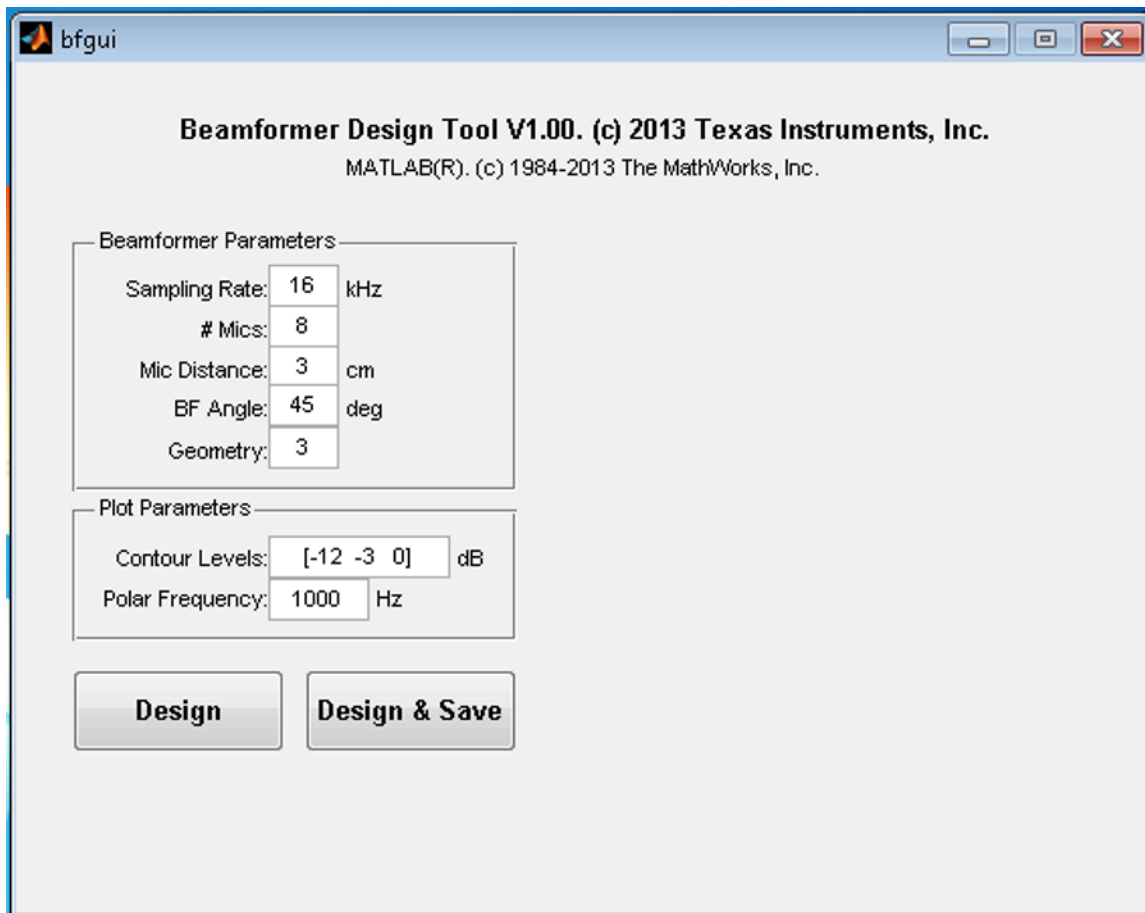 bfgui
Beamformer Design Tool V1.00. (c) 2013 Texas Instruments, Inc.
MATLAB(R). (c) 1984-2013 The MathWorks, Inc.
Beamformer Parameters
Sampling Rate: 16 kHz
# Mics: 8
Mic Distance: 3 cm
BF Angle: 45 deg
Geometry: 3
Plot Parameters
Contour Levels: [-12 -3 0] dB
Polar Frequency: 1000 Hz
Design Design & Save